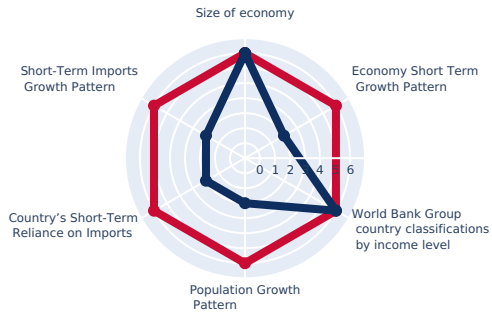 Size of economy
Short-Term Imports
Growth Pattern
Economy Short Term
Growth Pattern
0 1 2 3 4 5 6
Country’s Short-Term
Reliance on Imports
World Bank Group
country classifications
by income level
Population Growth
Pattern